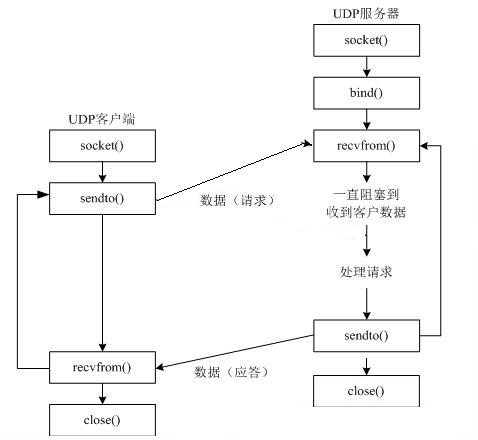 UDP服务器
socket()
bind()
UDP客户端
socket()
recvfrom()
sendto()
数据（请求）
一直阻塞到
收到客户数据
处理请求
sendto()
recvfrom()
数据（应答）
close()
close()